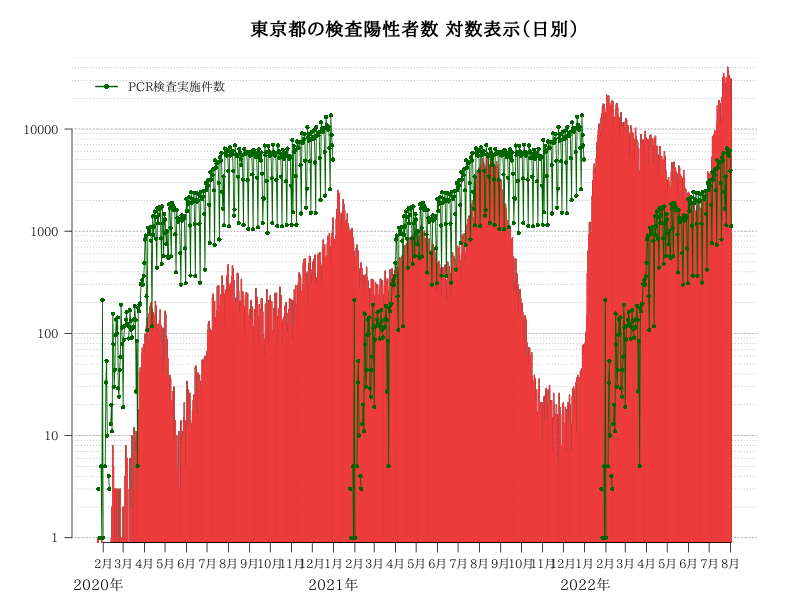 東京都の検査陽性者数 対数表示（日別）
PCR検査実施件数
10000
1000
100
10
1
2月 3月 4月 5月 6月 7月 8月 9月 10月 11月 12月 1月 2月 3月 4月 5月 6月 7月 8月 9月 10月 11月 12月 1月 2月 3月 4月 5月 6月 7月 8月
2020年 2021年 2022年